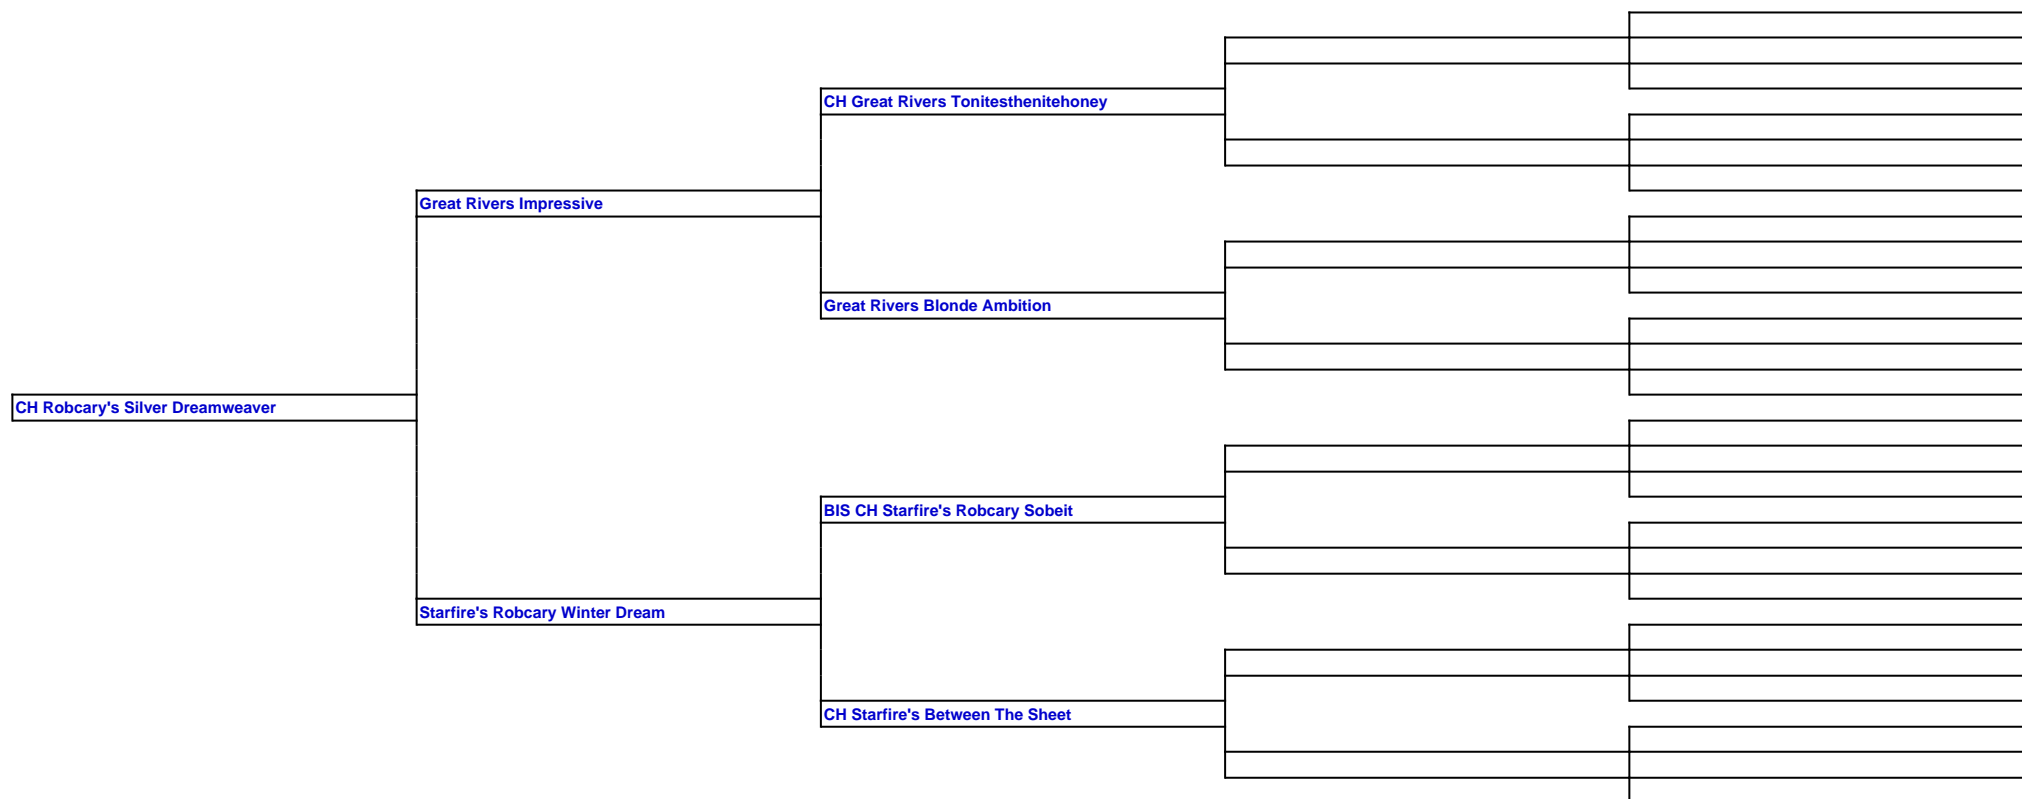 CH Great Rivers Tonitesthenitehoney
Great Rivers Impressive
Great Rivers Blonde Ambition
CH Robcary's Silver Dreamweaver
BIS CH Starfire's Robcary Sobeit
Starfire's Robcary Winter Dream
CH Starfire's Between The Sheet